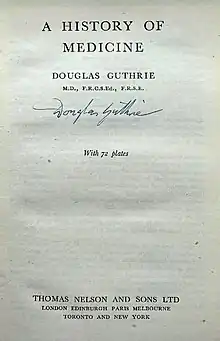 A HISTORY OF
MEDICINE
DOUGLAS GUTHRIE
M.D., F.R.C.S.Ed., F.R.S.E.
Douglas Guthrie
With 72 plates
THOMAS NELSON AND SONS LTD
LONDON EDINBURGH PARIS MELBOURNE
TORONTO AND NEW YORK